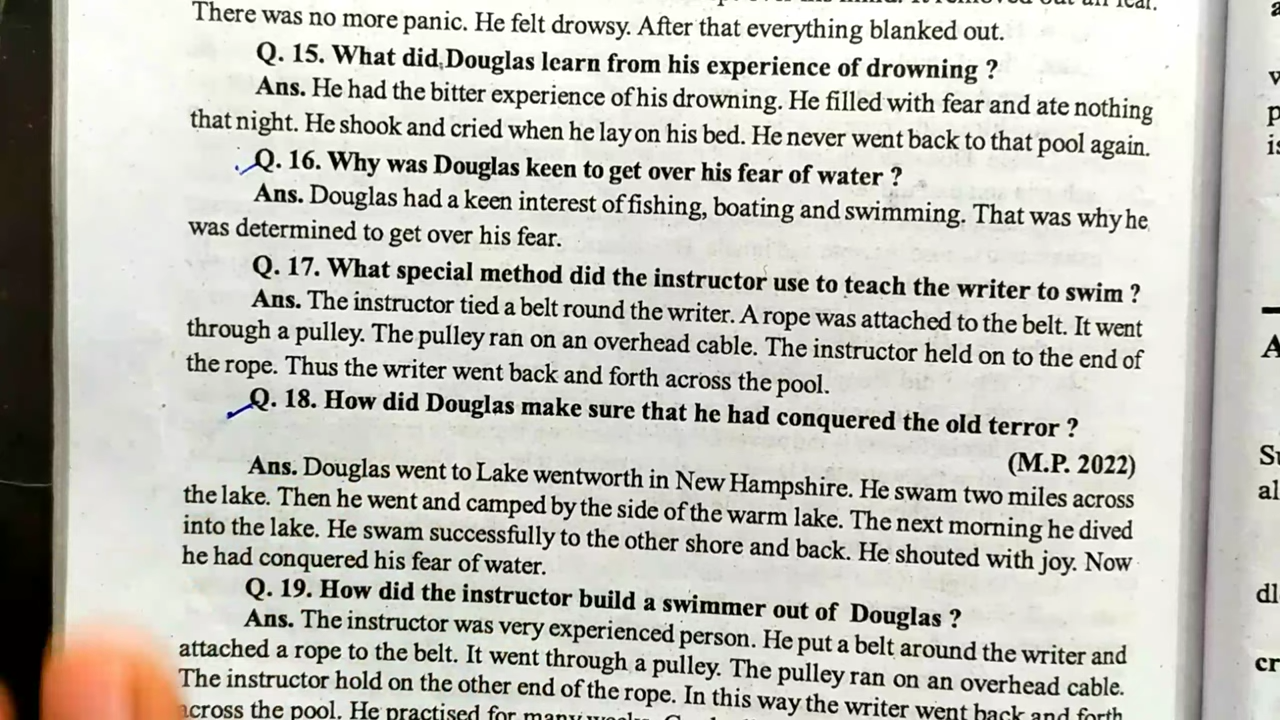 There was no more panic. He felt drowsy. After that everything blanked out.
Q. 15. What did Douglas learn from his experience of drowning ?
Ans. He had the bitter experience of his drowning. He filled with fear and ate nothing
that night. He shook and cried when he lay on his bed. He never went back to that pool again.
Q. 16. Why was Douglas keen to get over his fear of water ?
Ans. Douglas had a keen interest of fishing, boating and swimming. That was why he
was determined to get over his fear.
Q. 17. What special method did the instructor use to teach the writer to swim ?
Ans. The instructor tied a belt round the writer. A rope was attached to the belt. It went
through a pulley. The pulley ran on an overhead cable. The instructor held on to the end of
the rope. Thus the writer went back and forth across the pool.
Q. 18. How did Douglas make sure that he had conquered the old terror ?
(M.P. 2022)
Ans. Douglas went to Lake wentworth in New Hampshire. He swam two miles across
the lake. Then he went and camped by the side of the warm lake. The next morning he dived
into the lake. He swam successfully to the other shore and back. He shouted with joy. Now
he had conquered his fear of water.
Q. 19. How did the instructor build a swimmer out of Douglas ?
Ans. The instructor was very experienced person. He put a belt around the writer and
attached a rope to the belt. It went through a pulley. The pulley ran on an overhead cable.
The instructor hold on the other end of the rope. In this way the writer went back and forth
across the pool. He practised for many